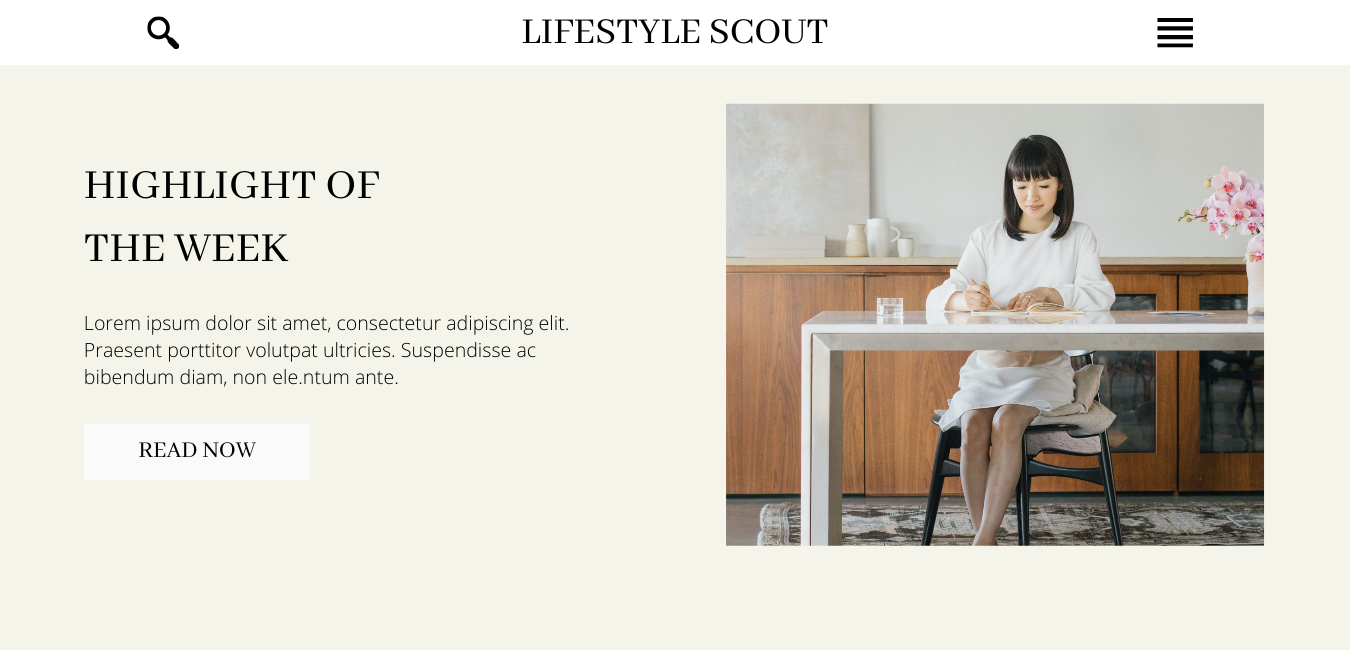 LIFESTYLE SCOUT
HIGHLIGHT OF
THE WEEK
Lorem ipsum dolor sit amet, consectetur adipiscing elit.
Praesent porttitor volutpat ultricies. Suspendisse ac
bibendum diam, non ele.ntum ante.
READ NOW